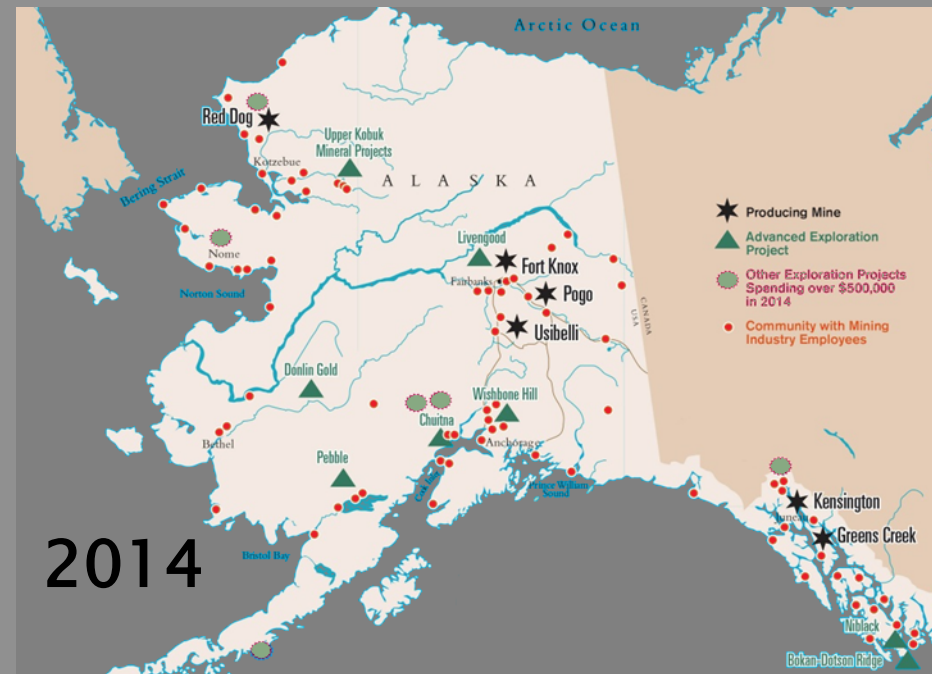 Arctic Ocean
Red Dog
Upper Kobuk
Mineral Projects
Kotzebue
ALASKA
Bering Strait
Nome
Norton Sound
Livengood
Fort Knox
Fairbanks
Pogo
Usibelli
CANADA
USA
Producing Mine
Advanced Exploration
Project
Other Exploration Projects
Spending over $500,000
in 2014
Community with Mining
Industry Employees
Donlin Gold
Wishbone Hill
Chuitna
Bethel
Anchorage
Pebble
Cook Inlet
Prince William
Sound
Kensington
Juneau
Greens Creek
Bristol Bay
2014
Niblack
Bokan-Dotson Ridge